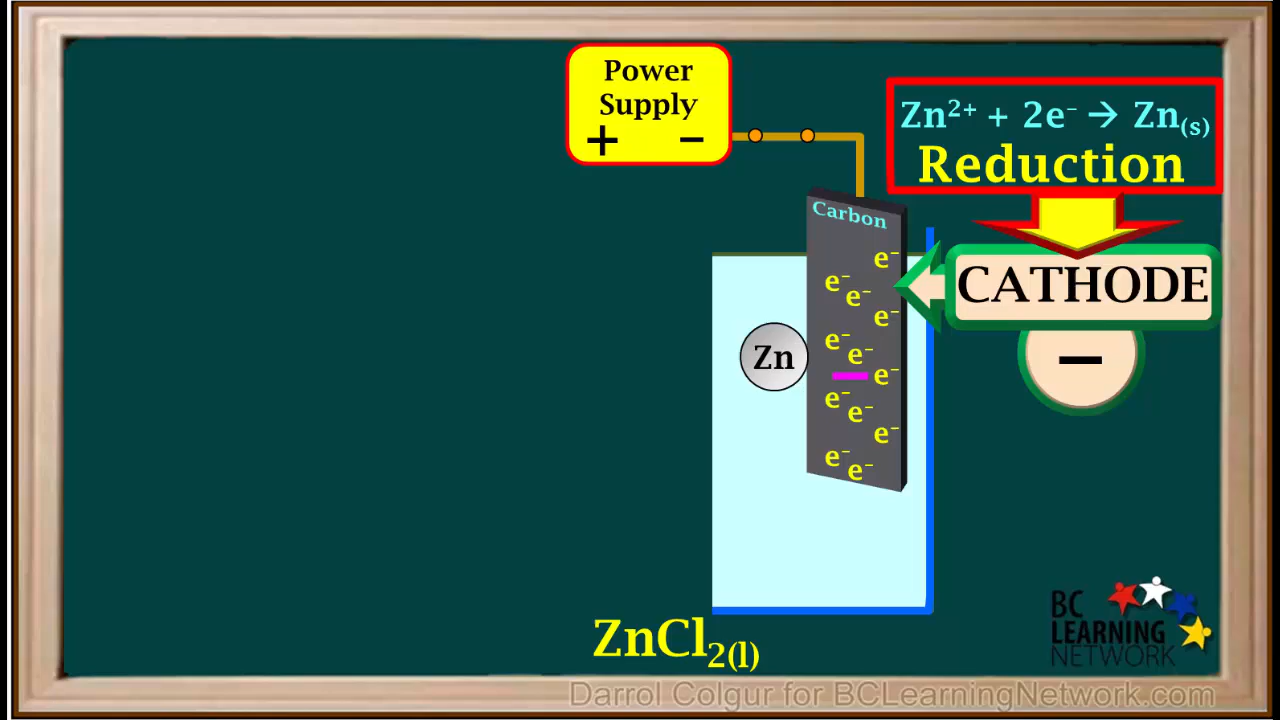 Power
Supply
+ −
Zn²⁺ + 2e⁻ → Zn₍s₎
Reduction
Carbon
CATHODE
−
e⁻
e⁻
e⁻
e⁻
e⁻
e⁻
Zn
e⁻
e⁻
e⁻
e⁻
e⁻
e⁻
ZnCl₂₍l₎
BC
LEARNING
NETWORK
Darrol Colgur for BCLearningNetwork.com